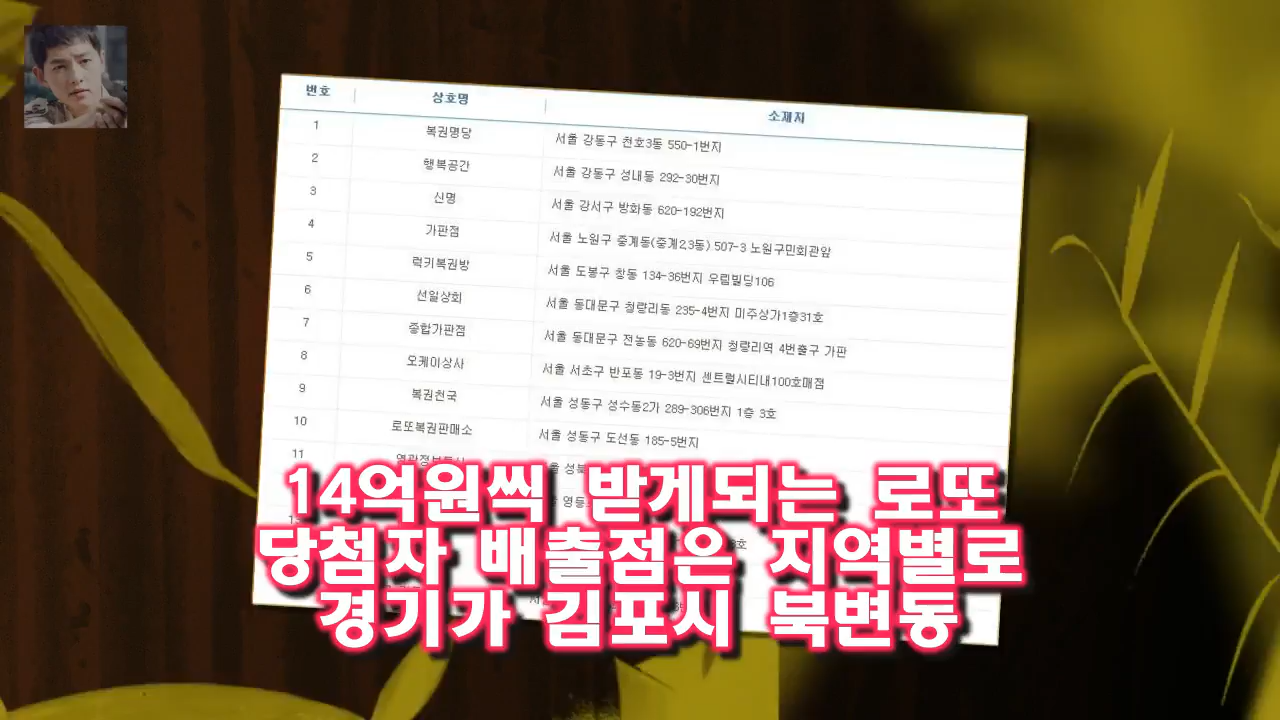 번호 상호명 소재지
1 복권명당 서울 강동구 천호3동 550-1번지
2 행복공간 서울 강동구 성내동 292-30번지
3 신명 서울 강서구 방화동 620-192번지
4 가판점 서울 노원구 중계동(중계2,3동) 507-3 노원구민회관앞
5 럭키복권방 서울 도봉구 창동 134-36번지 우림빌딩106
6 선일상회 서울 동대문구 청량리동 235-4번지 미주상가1층31호
7 종합가판점 서울 동대문구 전농동 620-69번지 청량리역 4번출구 가판
8 오케이상사 서울 서초구 반포동 19-3번지 센트럴시티내100호매점
9 복권천국 서울 성동구 성수동2가 289-306번지 1층 3호
10 로또복권판매소 서울 성동구 도선동 185-5번지
11
14억원씩 받게되는 로또
당첨자 배출점은 지역별로
경기가 김포시 북변동